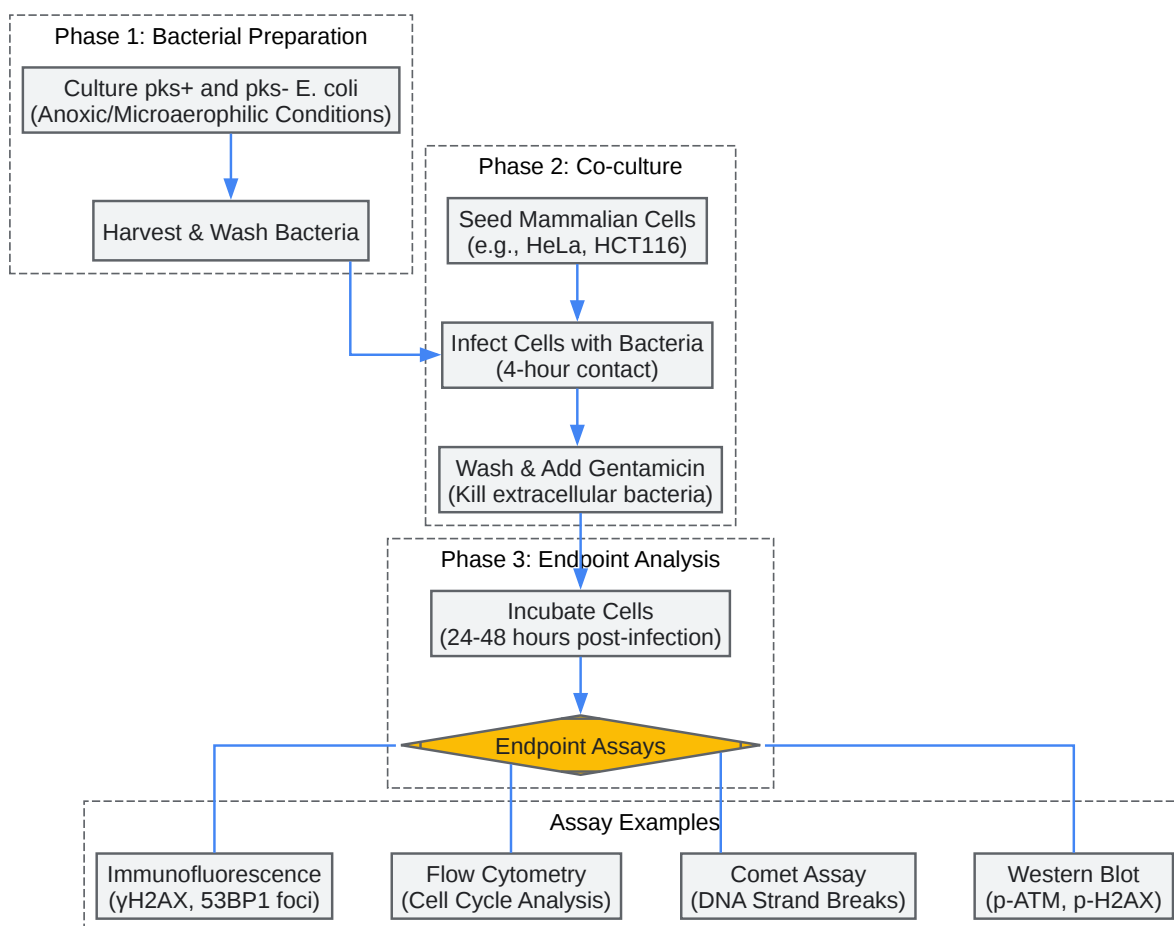 Phase 1: Bacterial Preparation
Culture pks+ and pks- E. coli
(Anoxic/Microaerophilic Conditions)
Harvest & Wash Bacteria
Phase 2: Co-culture
Seed Mammalian Cells
(e.g., HeLa, HCT116)
Infect Cells with Bacteria
(4-hour contact)
Wash & Add Gentamicin
(Kill extracellular bacteria)
Phase 3: Endpoint Analysis
Incubate Cells
(24-48 hours post-infection)
Endpoint Assays
Assay Examples
Immunofluorescence
(γH2AX, 53BP1 foci)
Flow Cytometry
(Cell Cycle Analysis)
Comet Assay
(DNA Strand Breaks)
Western Blot
(p-ATM, p-H2AX)